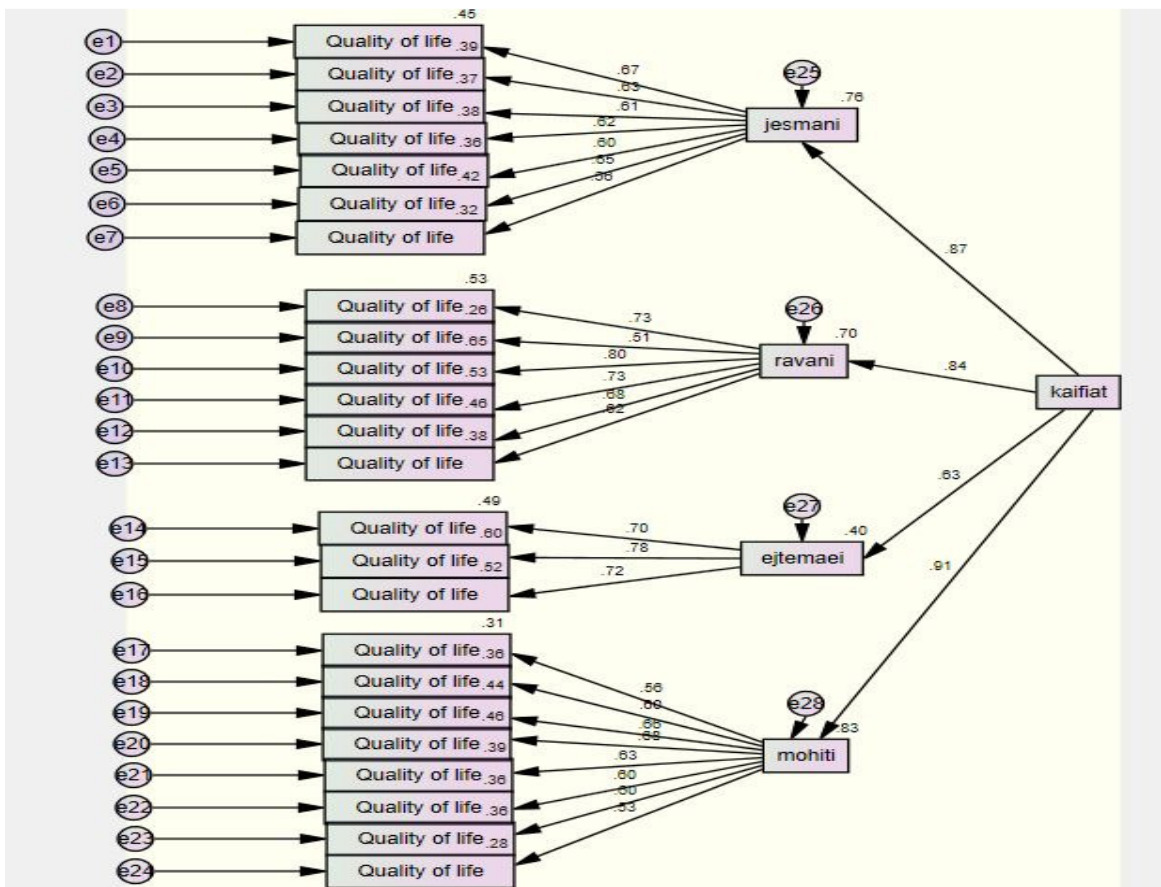 .45
e1 Quality of life .39
e2 Quality of life .37
e3 Quality of life .38
e4 Quality of life .36
e5 Quality of life .42
e6 Quality of life .32
e7 Quality of life
.67
.63
.61
.62
.60
.65
.56
e25
.76
jesmani
.87
.53
e8 Quality of life .26
e9 Quality of life .65
e10 Quality of life .53
e11 Quality of life .46
e12 Quality of life .38
e13 Quality of life
.73
.51
.80
.73
.68
.62
e26
.70
ravani
.84
kaifiat
.49
e14 Quality of life .60
e15 Quality of life .52
e16 Quality of life
.70
.78
.72
e27
.40
ejtemaei
.63
.91
.31
e17 Quality of life .36
e18 Quality of life .44
e19 Quality of life .46
e20 Quality of life .39
e21 Quality of life .36
e22 Quality of life .36
e23 Quality of life .28
e24 Quality of life
.56
.60
.66
.68
.63
.60
.60
.53
e28
.83
mohiti